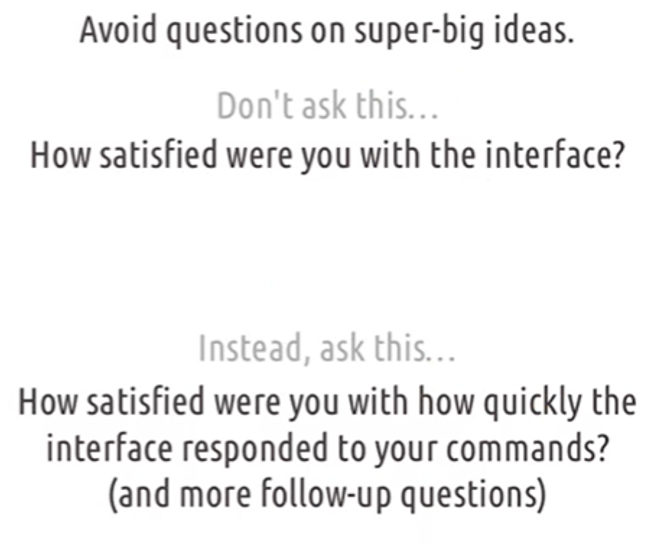 Avoid questions on super-big ideas.
Don't ask this...
How satisfied were you with the interface?
Instead, ask this...
How satisfied were you with how quickly the
interface responded to your commands?
(and more follow-up questions)